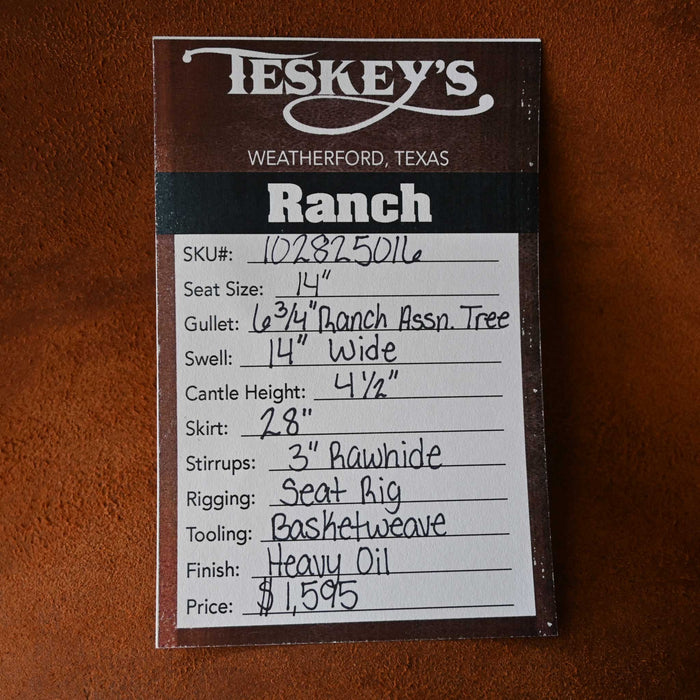 TESKEY'S
WEATHERFORD, TEXAS
Ranch
SKU#: 102825016
Seat Size: 14"
Gullet: 6 3/4" Ranch Assn. Tree
Swell: 14" Wide
Cantle Height: 4 1/2"
Skirt: 28"
Stirrups: 3" Rawhide
Rigging: Seat Rig
Tooling: Basketweave
Finish: Heavy Oil
Price: $1,595